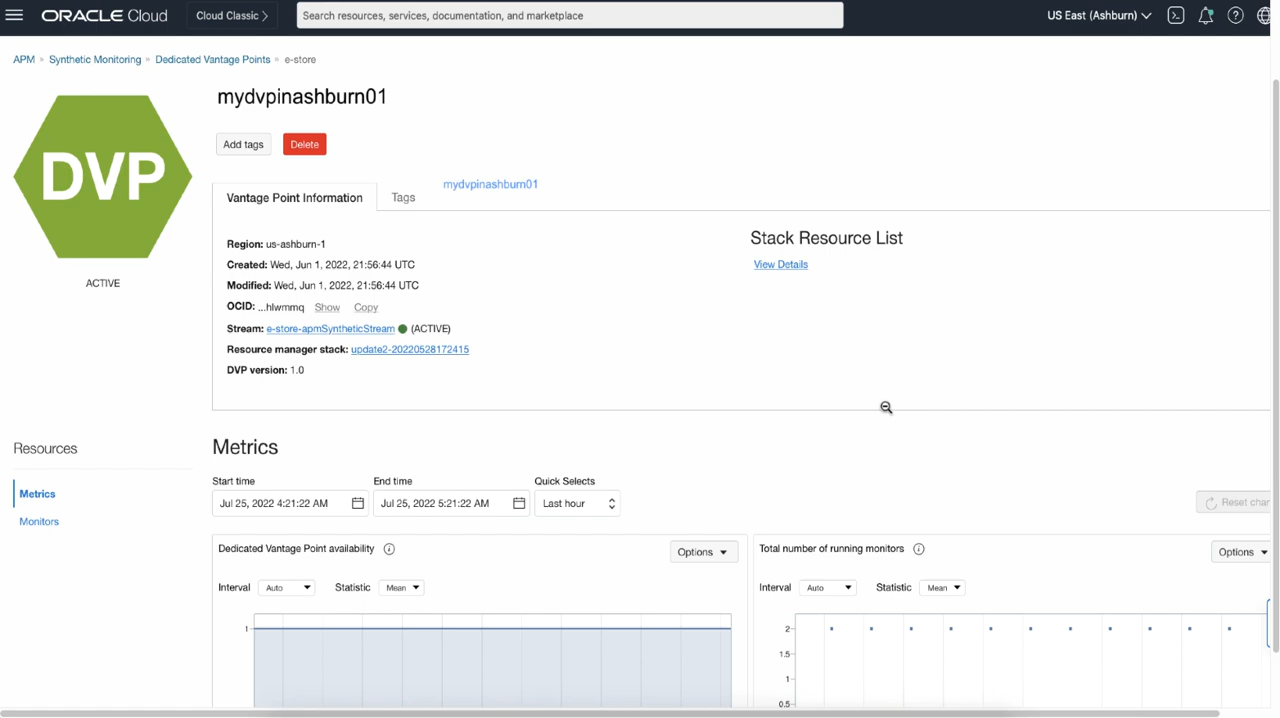 ORACLE Cloud
Cloud Classic >
Search resources, services, documentation, and marketplace
US East (Ashburn)
APM » Synthetic Monitoring » Dedicated Vantage Points » e-store
DVP
ACTIVE
mydvpinashburn01
Add tags
Delete
Vantage Point Information
Tags
mydvpinashburn01
Region: us-ashburn-1
Created: Wed, Jun 1, 2022, 21:56:44 UTC
Modified: Wed, Jun 1, 2022, 21:56:44 UTC
OCID: ...hlwmmq Show Copy
Stream: e-store-apmSyntheticStream (ACTIVE)
Resource manager stack: update2-20220528172415
DVP version: 1.0
Stack Resource List
View Details
Resources
Metrics
Monitors
Metrics
Start time
Jul 25, 2022 4:21:22 AM
End time
Jul 25, 2022 5:21:22 AM
Quick Selects
Last hour
Reset char
Dedicated Vantage Point availability
Options
Interval Auto Statistic Mean
1
Total number of running monitors
Options
Interval Auto Statistic Mean
2
1.5
1
0.5